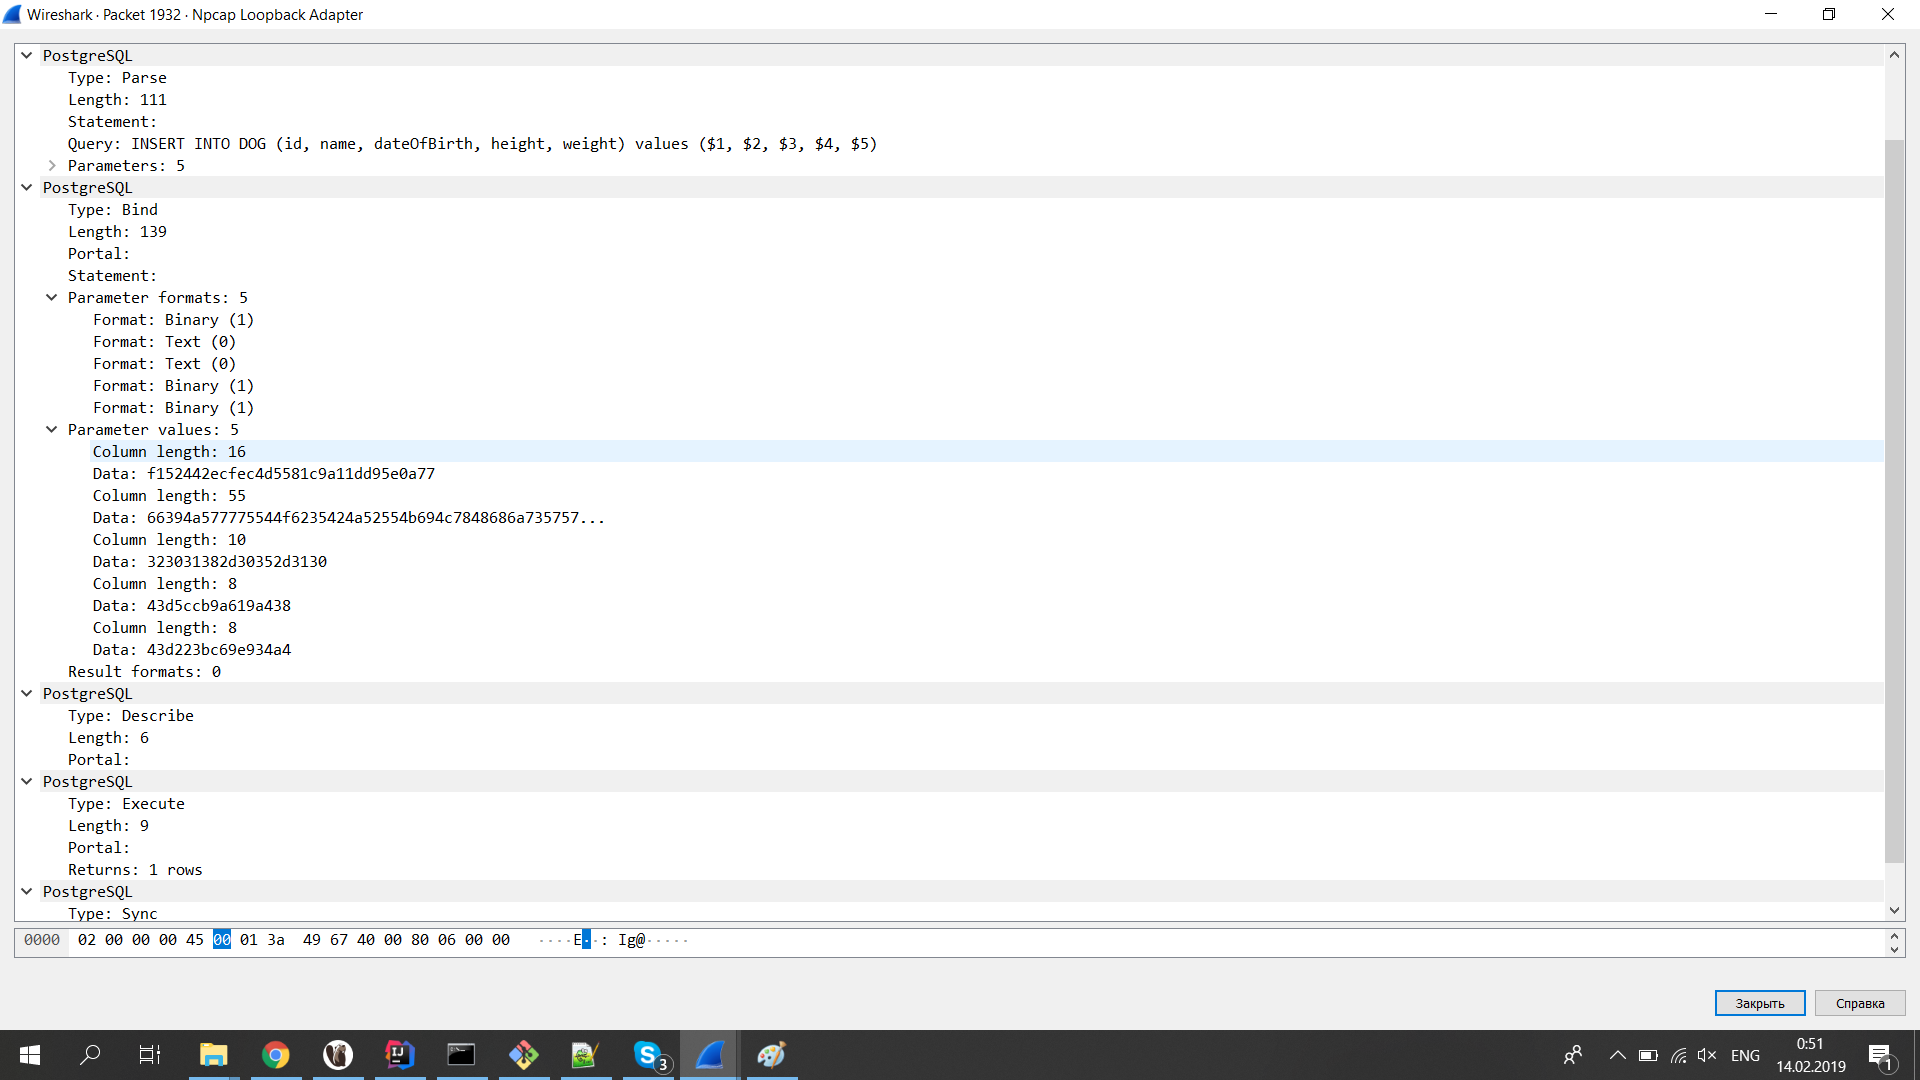 Wireshark · Packet 1932 · Npcap Loopback Adapter
PostgreSQL
Type: Parse
Length: 111
Statement:
Query: INSERT INTO DOG (id, name, dateOfBirth, height, weight) values ($1, $2, $3, $4, $5)
Parameters: 5
PostgreSQL
Type: Bind
Length: 139
Portal:
Statement:
Parameter formats: 5
Format: Binary (1)
Format: Text (0)
Format: Text (0)
Format: Binary (1)
Format: Binary (1)
Parameter values: 5
Column length: 16
Data: f152442ecfec4d5581c9a11dd95e0a77
Column length: 55
Data: 66394a577775544f6235424a52554b694c7848686a735757...
Column length: 10
Data: 323031382d30352d3130
Column length: 8
Data: 43d5ccb9a619a438
Column length: 8
Data: 43d223bc69e934a4
Result formats: 0
PostgreSQL
Type: Describe
Length: 6
Portal:
PostgreSQL
Type: Execute
Length: 9
Portal:
Returns: 1 rows
PostgreSQL
Type: Sync
0000 02 00 00 00 45 00 01 3a 49 67 40 00 80 06 00 00 ····E··: Ig@·····
Закрыть
Справка
3
ENG
0:51
14.02.2019
1